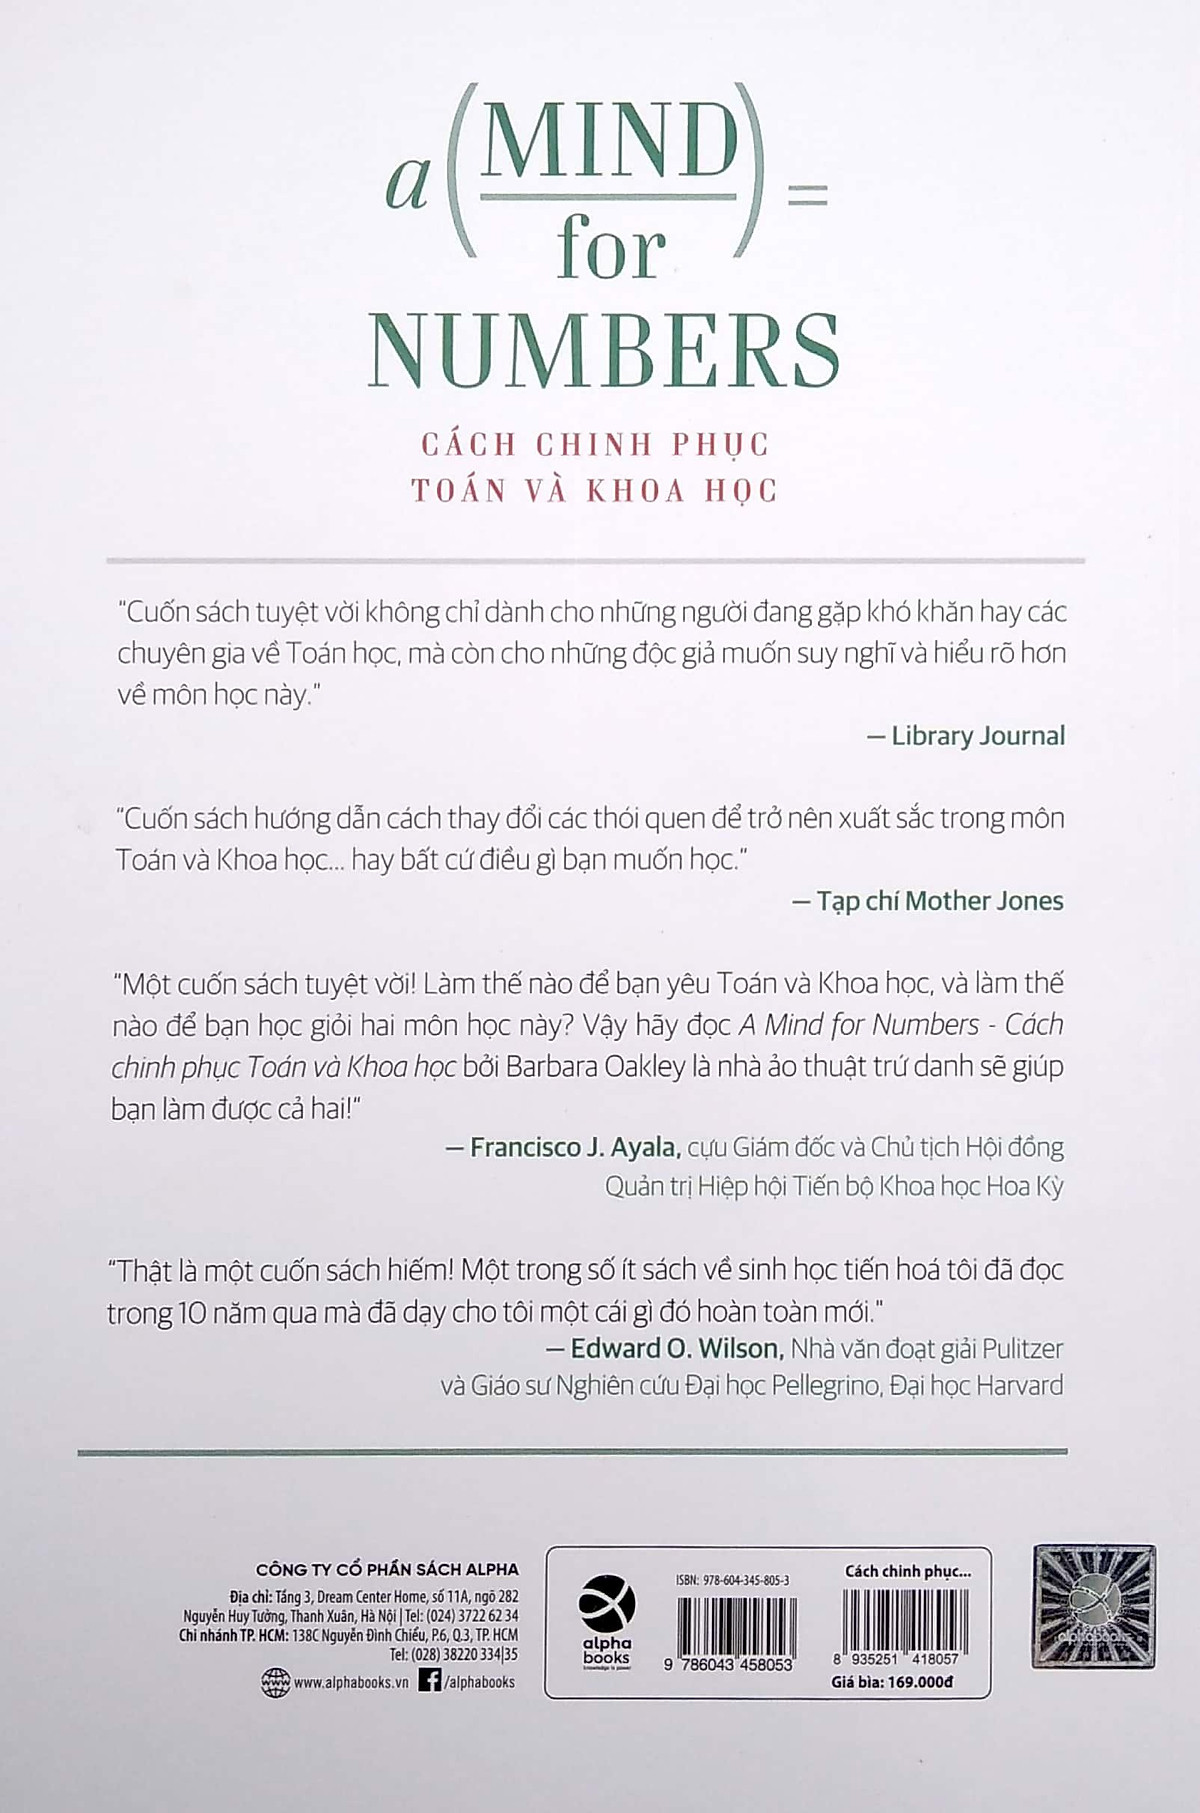 a (MIND) =
for
NUMBERS
CÁCH CHINH PHỤC
TOÁN VÀ KHOA HỌC
"Cuốn sách tuyệt vời không chỉ dành cho những người đang gặp khó khăn hay các
chuyên gia về Toán học, mà còn cho những độc giả muốn suy nghĩ và hiểu rõ hơn
về môn học này."
— Library Journal
"Cuốn sách hướng dẫn cách thay đổi các thói quen để trở nên xuất sắc trong môn
Toán và Khoa học... hay bất cứ điều gì bạn muốn học."
— Tạp chí Mother Jones
"Một cuốn sách tuyệt vời! Làm thế nào để bạn yêu Toán và Khoa học, và làm thế
nào để bạn học giỏi hai môn học này? Vậy hãy đọc A Mind for Numbers - Cách
chinh phục Toán và Khoa học bởi Barbara Oakley là nhà ảo thuật trứ danh sẽ giúp
bạn làm được cả hai!"
— Francisco J. Ayala, cựu Giám đốc và Chủ tịch Hội đồng
Quản trị Hiệp hội Tiến bộ Khoa học Hoa Kỳ
"Thật là một cuốn sách hiếm! Một trong số ít sách về sinh học tiến hoá tôi đã đọc
trong 10 năm qua mà đã dạy cho tôi một cái gì đó hoàn toàn mới."
— Edward O. Wilson, Nhà văn đoạt giải Pulitzer
và Giáo sư Nghiên cứu Đại học Pellegrino, Đại học Harvard
CÔNG TY CỔ PHẦN SÁCH ALPHA
Địa chỉ: Tầng 3, Dream Center Home, số 11A, ngõ 282
Nguyễn Huy Tưởng, Thanh Xuân, Hà Nội | Tel: (024) 3722 62 34
Chi nhánh TP. HCM: 138C Nguyễn Đình Chiểu, P.6, Q.3, TP. HCM
Tel: (028) 38220 334|35
www www.alphabooks.vn f /alphabooks
alpha
books
knowledge is power
ISBN: 978-604-345-805-3
9 786043 458053
Cách chinh phục...
8 935251 418057
Giá bìa: 169.000đ
alphabooks